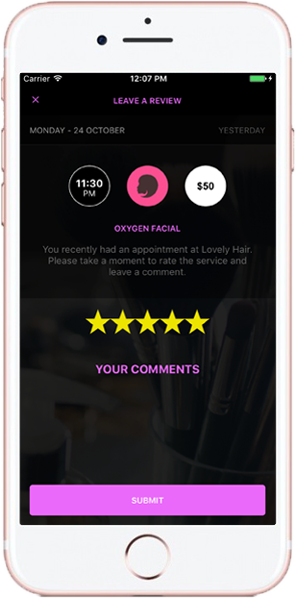 Carrier 12:07 PM
× LEAVE A REVIEW
MONDAY - 24 OCTOBER YESTERDAY
11:30
PM
$50
OXYGEN FACIAL
You recently had an appointment at Lovely Hair.
Please take a moment to rate the service and
leave a comment.
YOUR COMMENTS
SUBMIT